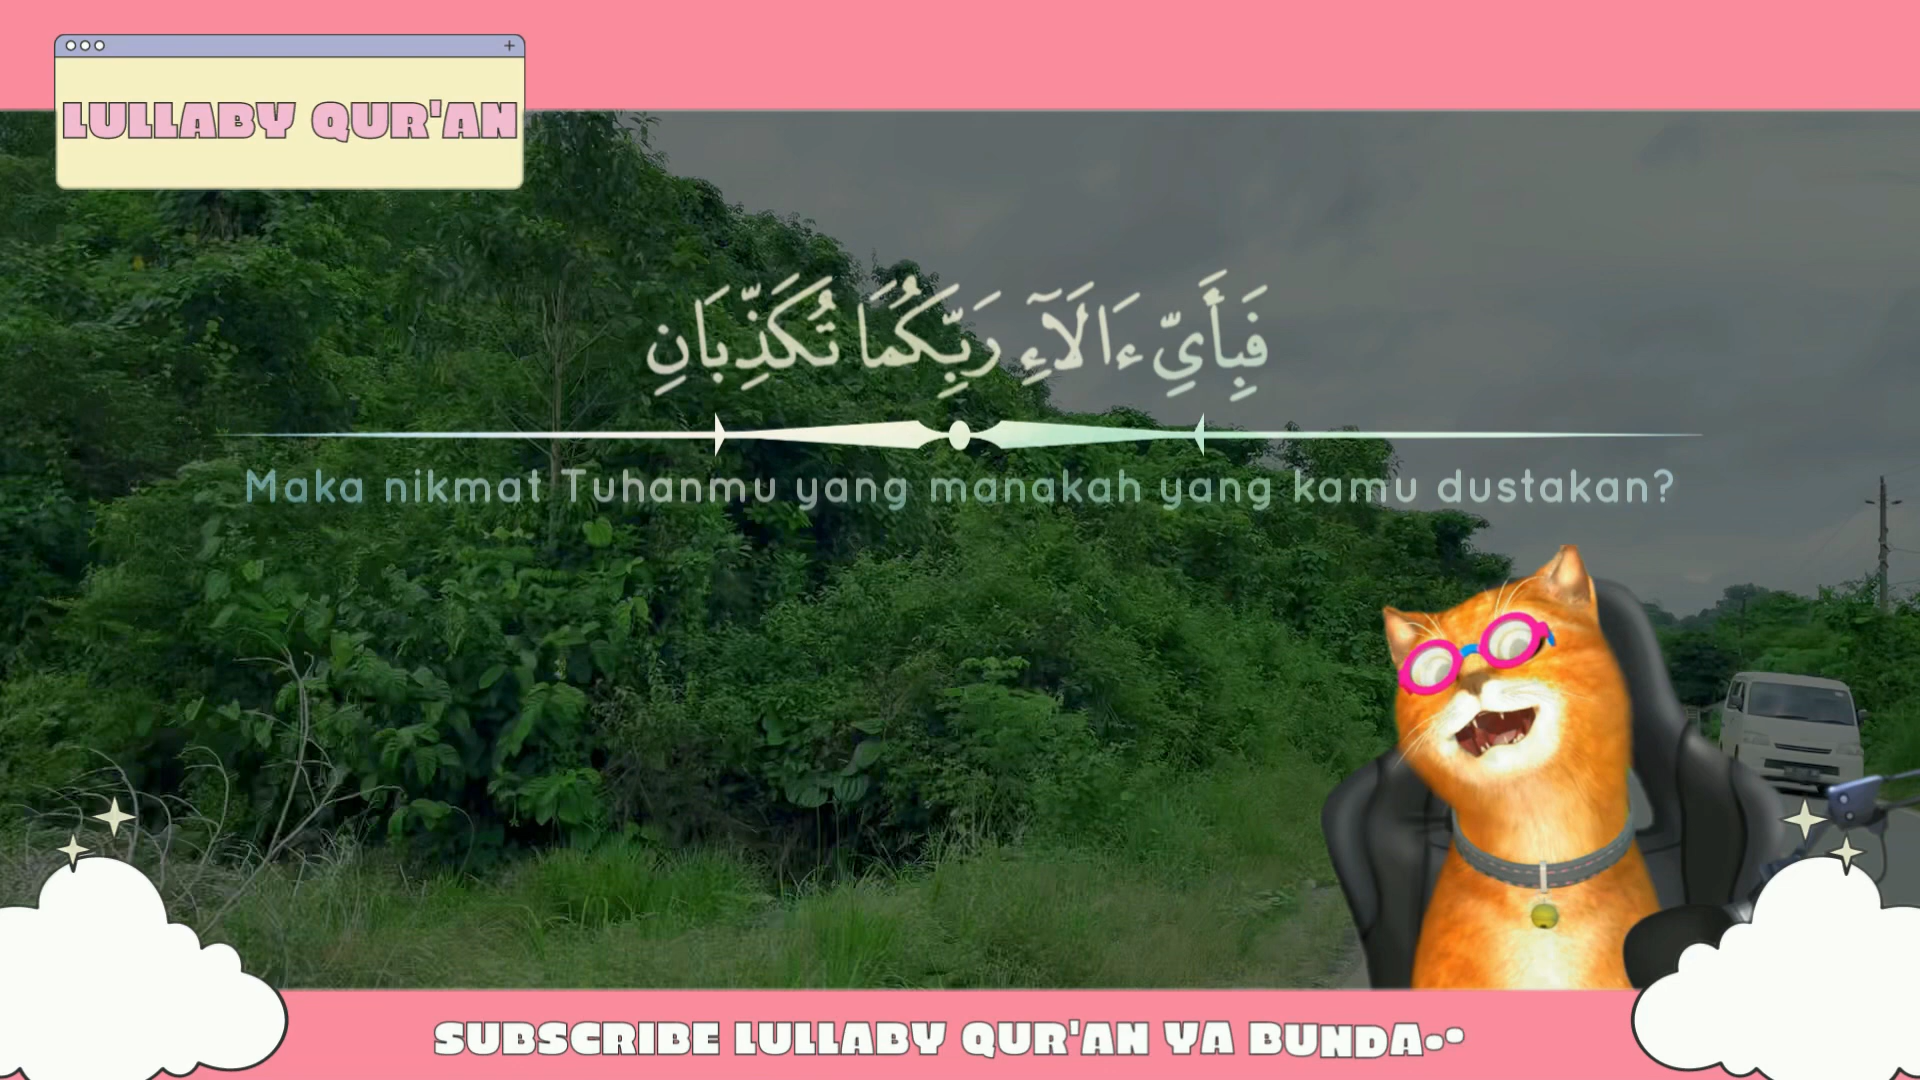 LULLABY QUR'AN
فَبِأَيِّ ءَالَآءِ رَبِّكُمَا تُكَذِّبَانِ
Maka nikmat Tuhanmu yang manakah yang kamu dustakan?
SUBSCRIBE LULLABY QUR'AN YA BUNDA••